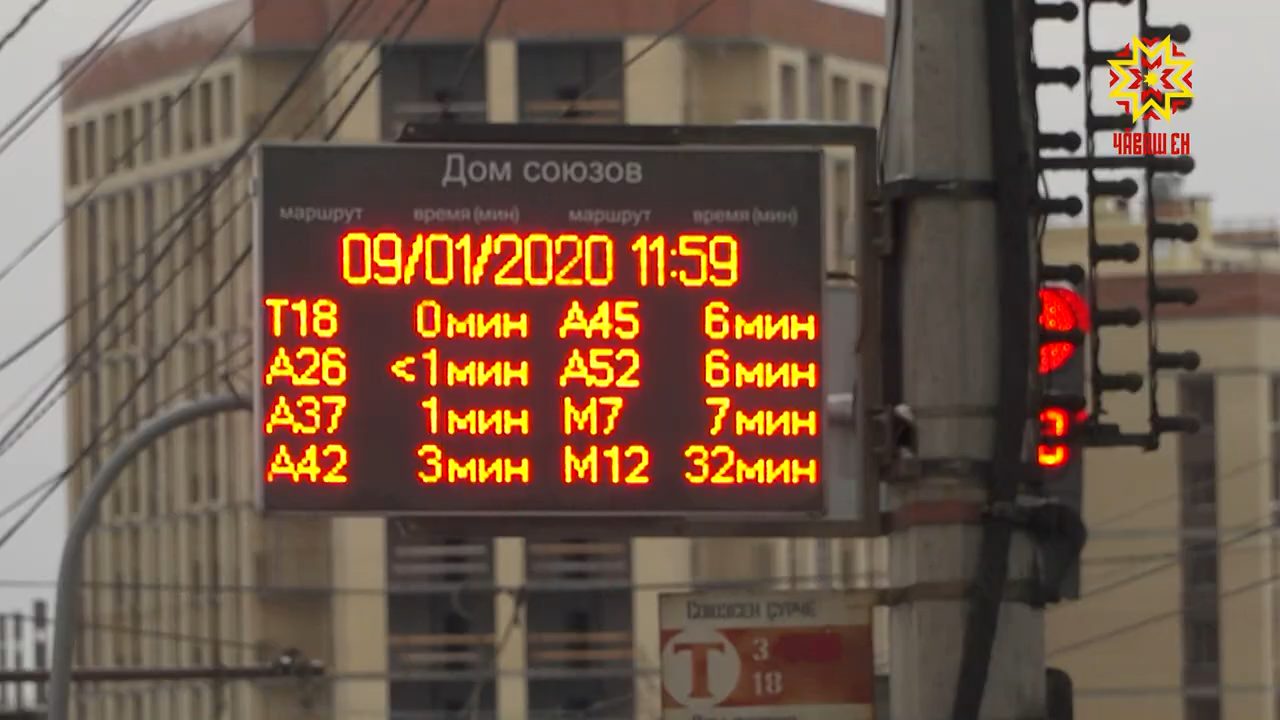 ЧӐВАШ ЕН
Дом союзов
маршрут время(мин) маршрут время(мин)
09/01/2020 11:59
Т18 0мин А45 6мин
А26 <1мин А52 6мин
А37 1мин М7 7мин
А42 3мин М12 32мин
Т 3
18